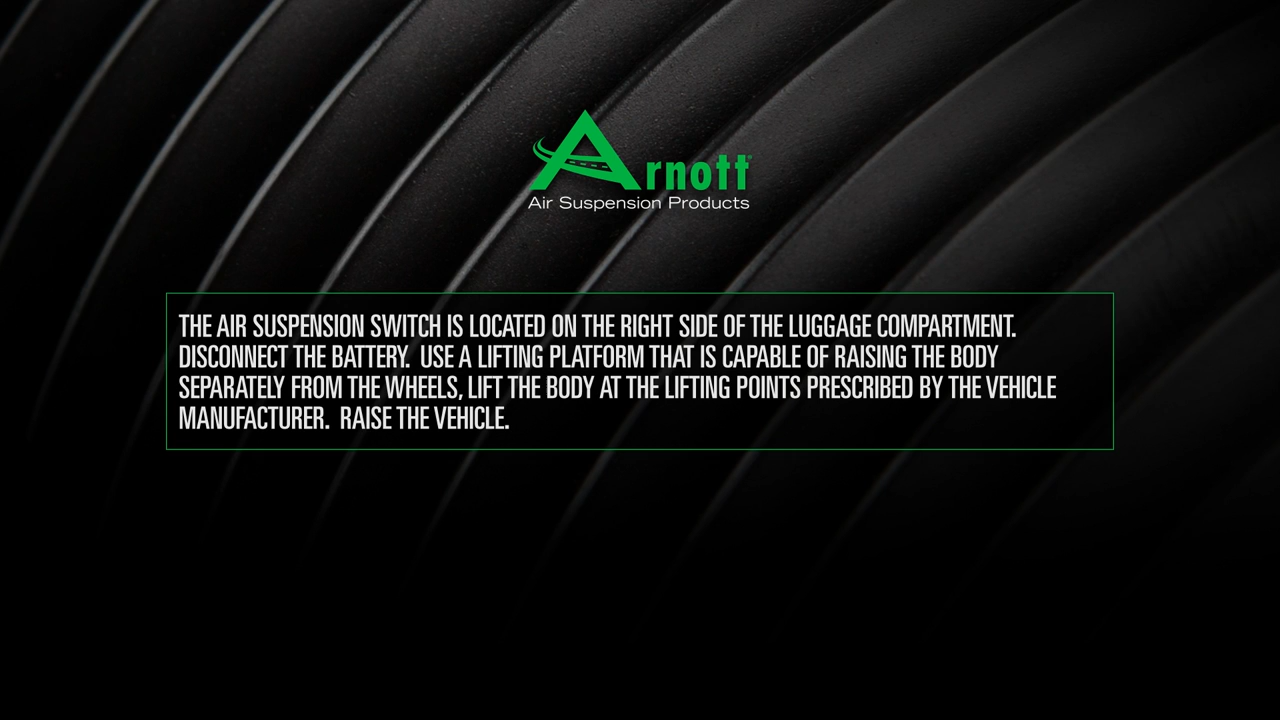 Arnott
Air Suspension Products
THE AIR SUSPENSION SWITCH IS LOCATED ON THE RIGHT SIDE OF THE LUGGAGE COMPARTMENT.
DISCONNECT THE BATTERY. USE A LIFTING PLATFORM THAT IS CAPABLE OF RAISING THE BODY
SEPARATELY FROM THE WHEELS, LIFT THE BODY AT THE LIFTING POINTS PRESCRIBED BY THE VEHICLE
MANUFACTURER. RAISE THE VEHICLE.